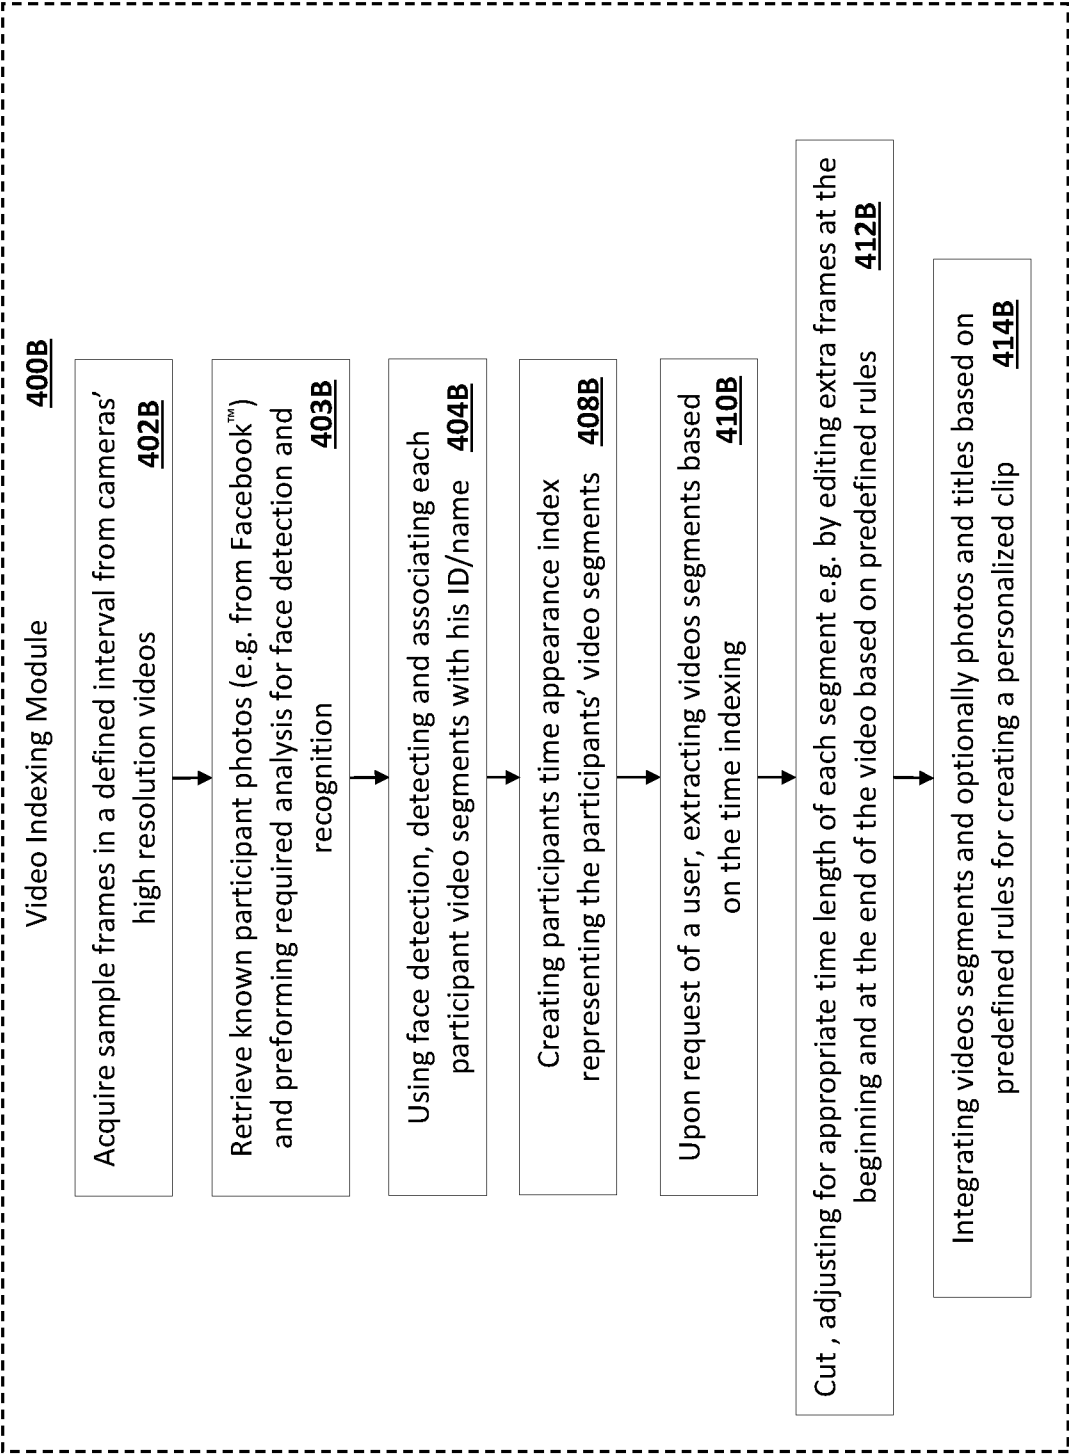 Video Indexing Module 400B
Acquire sample frames in a defined interval from cameras’
high resolution videos 402B
Retrieve known participant photos (e.g. from Facebook™)
and preforming required analysis for face detection and
recognition 403B
Using face detection, detecting and associating each
participant video segments with his ID/name 404B
Creating participants time appearance index
representing the participants’ video segments 408B
Upon request of a user, extracting videos segments based
on the time indexing 410B
Cut , adjusting for appropriate time length of each segment e.g. by editing extra frames at the
beginning and at the end of the video based on predefined rules 412B
Integrating videos segments and optionally photos and titles based on
predefined rules for creating a personalized clip 414B